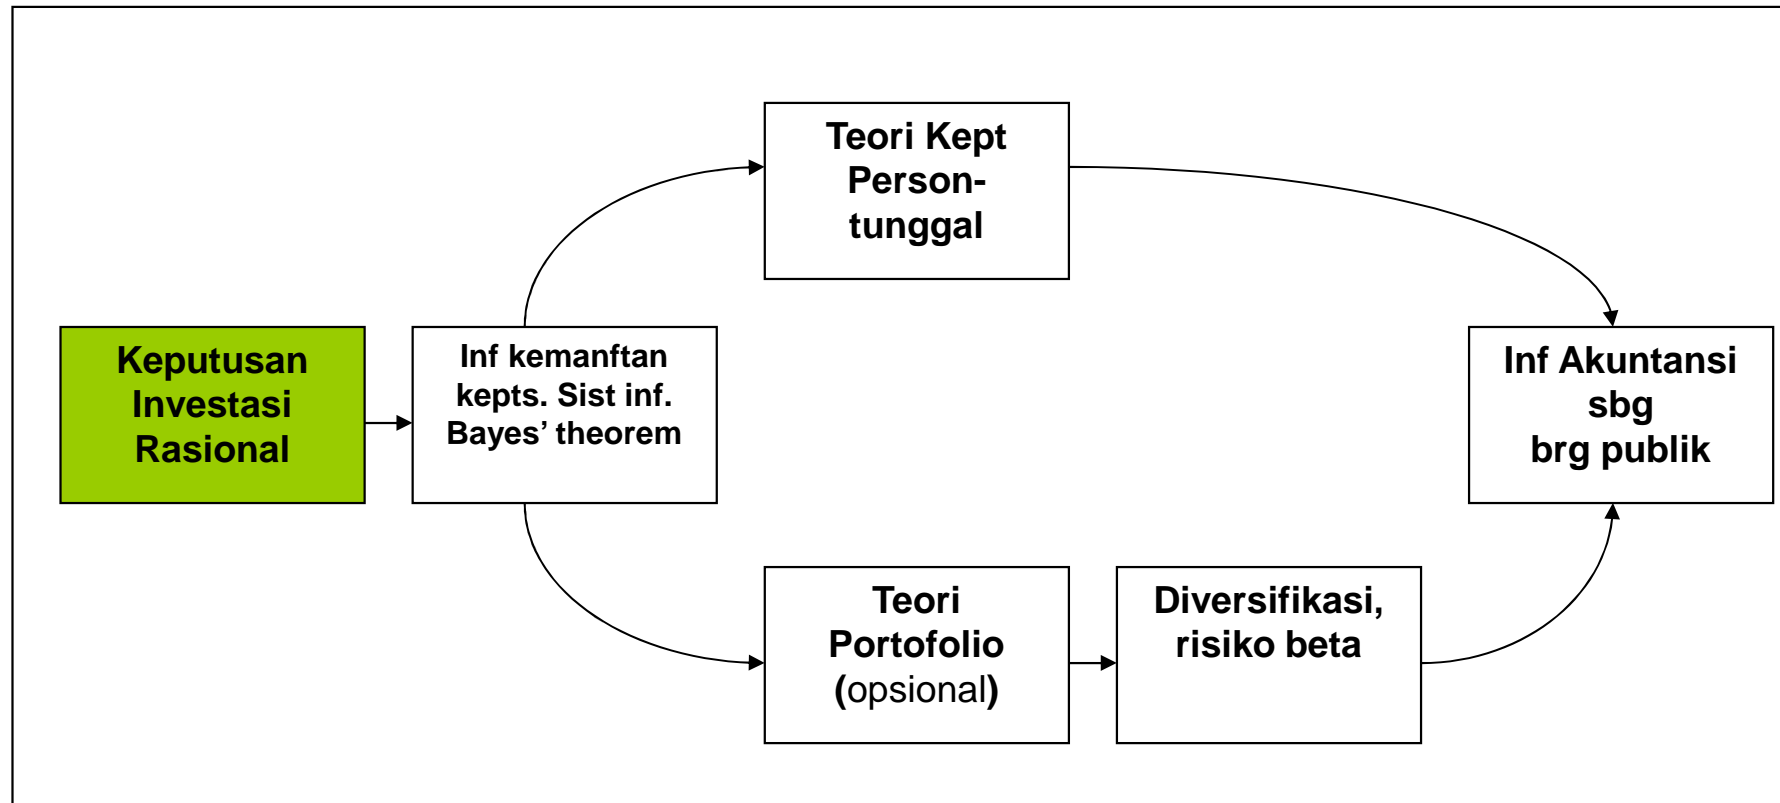 Keputusan
Investasi
Rasional
Inf kemanftan
kepts. Sist inf.
Bayes’ theorem
Teori Kept
Person-
tunggal
Teori
Portofolio
(opsional)
Diversifikasi,
risiko beta
Inf Akuntansi
sbg
brg publik